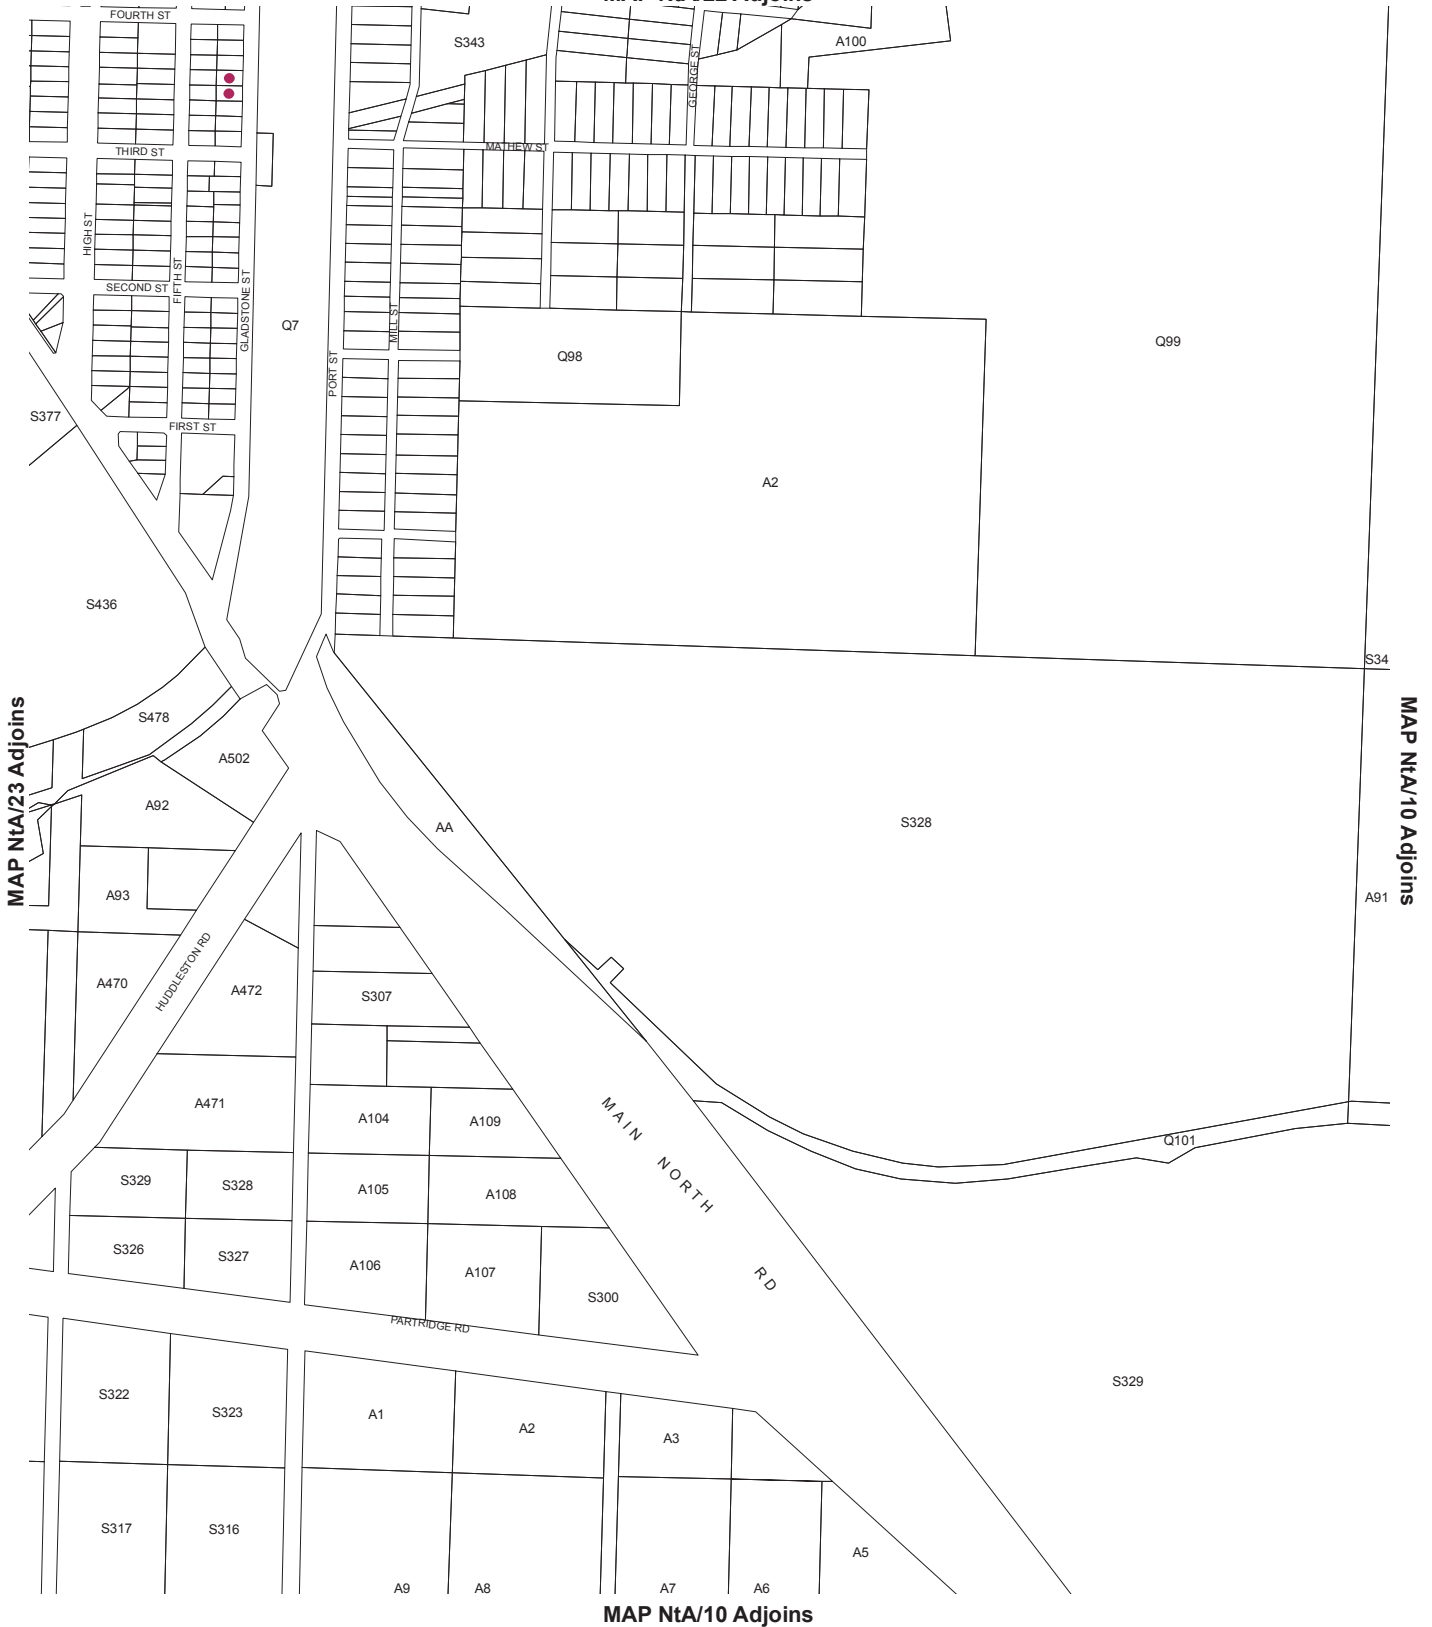 FOURTH ST
S343
A100
GEORGE ST
THIRD ST
MATHEW ST
HIGH ST
FIFTH ST
SECOND ST
GLADSTONE ST
Q7
MILL ST
PORT ST
Q98
Q99
S377
FIRST ST
A2
S436
S34
MAP NtA/23 Adjoins
S478
MAP NtA/10 Adjoins
A502
A92
AA
S328
A93
A91
HUDDLESTON RD
A470
A472
S307
A471
A104
A109
MAIN NORTH RD
Q101
S329
S328
A105
A108
S326
S327
A106
A107
S300
PARTRIDGE RD
S329
S322
S323
A1
A2
A3
S317
S316
A5
A9
A8
A7
A6
MAP NtA/10 Adjoins